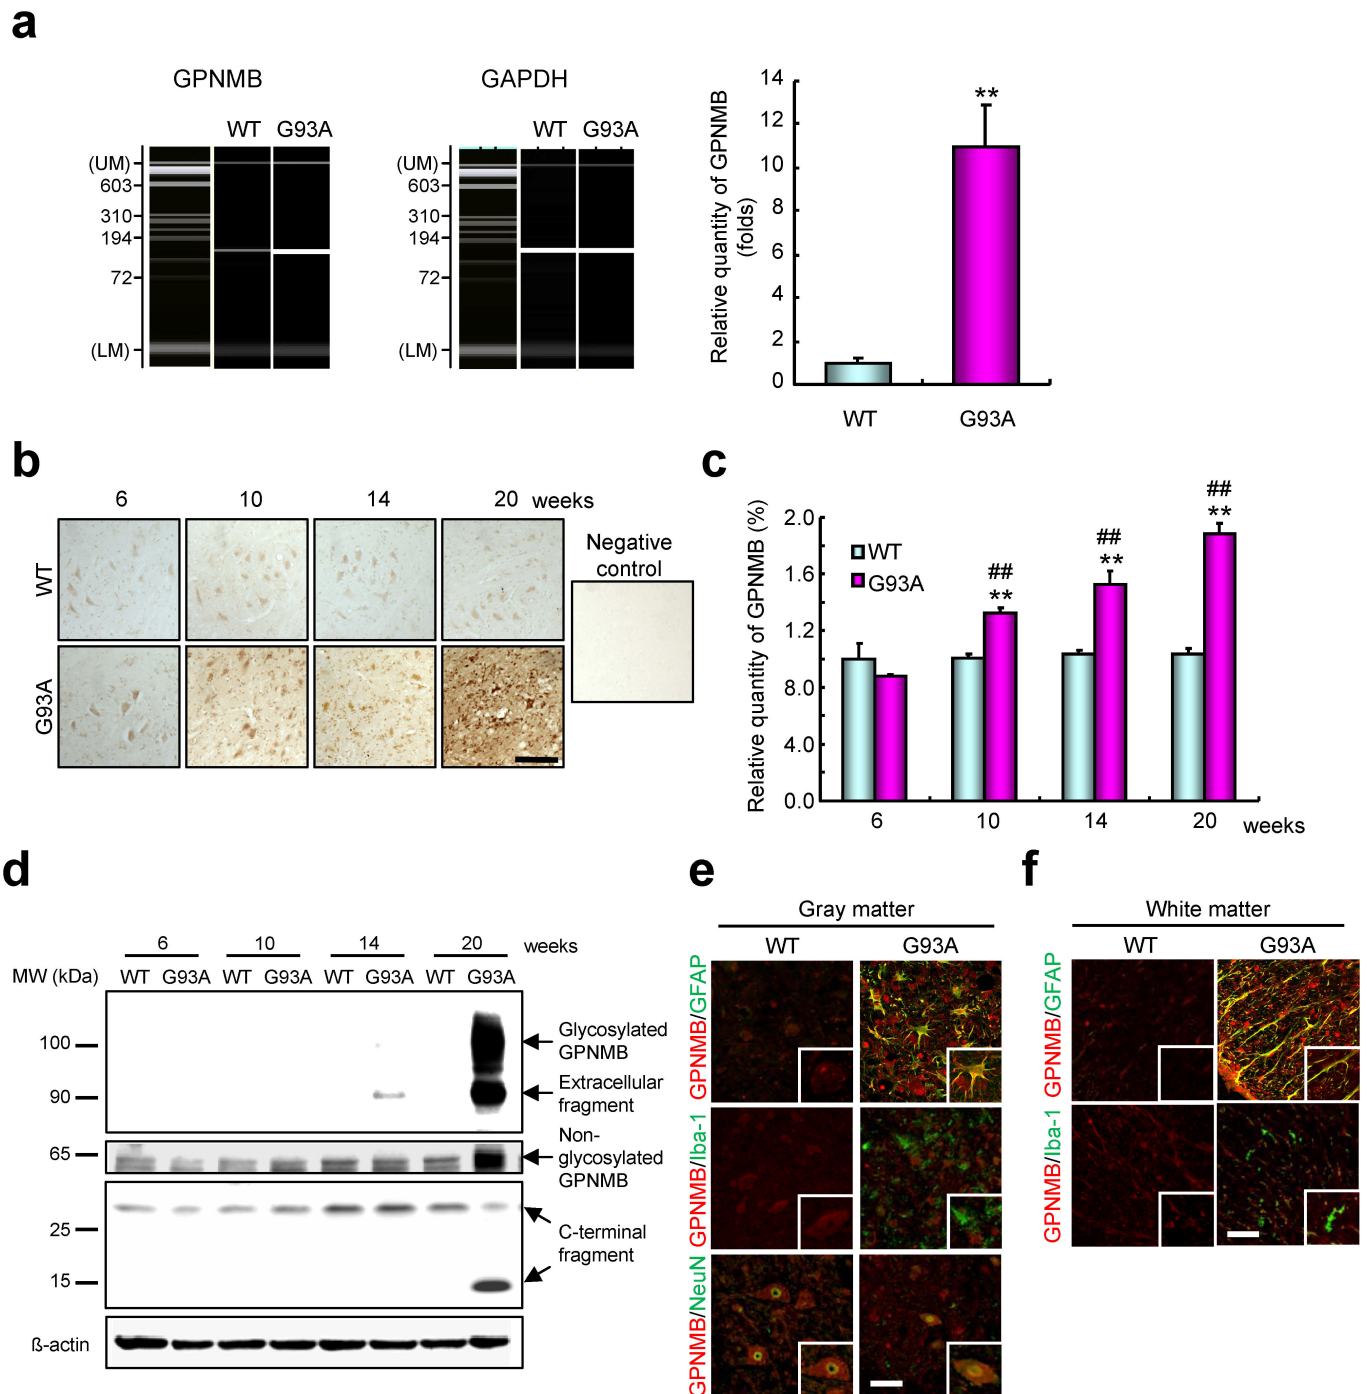 a
GPNMB
GAPDH
WT G93A
WT G93A
(UM)
603
310
194
72
(LM)
(UM)
603
310
194
72
(LM)
Relative quantity of GPNMB
(folds)
14
12
10
8
6
4
2
0
**
WT
G93A
b
6 10 14 20 weeks
WT
G93A
Negative
control
c
Relative quantity of GPNMB (%)
2.0
1.6
1.2
8.0
4.0
0.0
WT
G93A
##
**
##
**
##
**
6 10 14 20 weeks
d
6 10 14 20 weeks
MW (kDa) WT G93A WT G93A WT G93A WT G93A
100
90
65
25
15
ß-actin
Glycosylated
GPNMB
Extracellular
fragment
Non-
glycosylated
GPNMB
C-terminal
fragment
e
Gray matter
WT G93A
GPNMB/GFAP
GPNMB/Iba-1
GPNMB/NeuN
f
White matter
WT G93A
GPNMB/GFAP
GPNMB/Iba-1